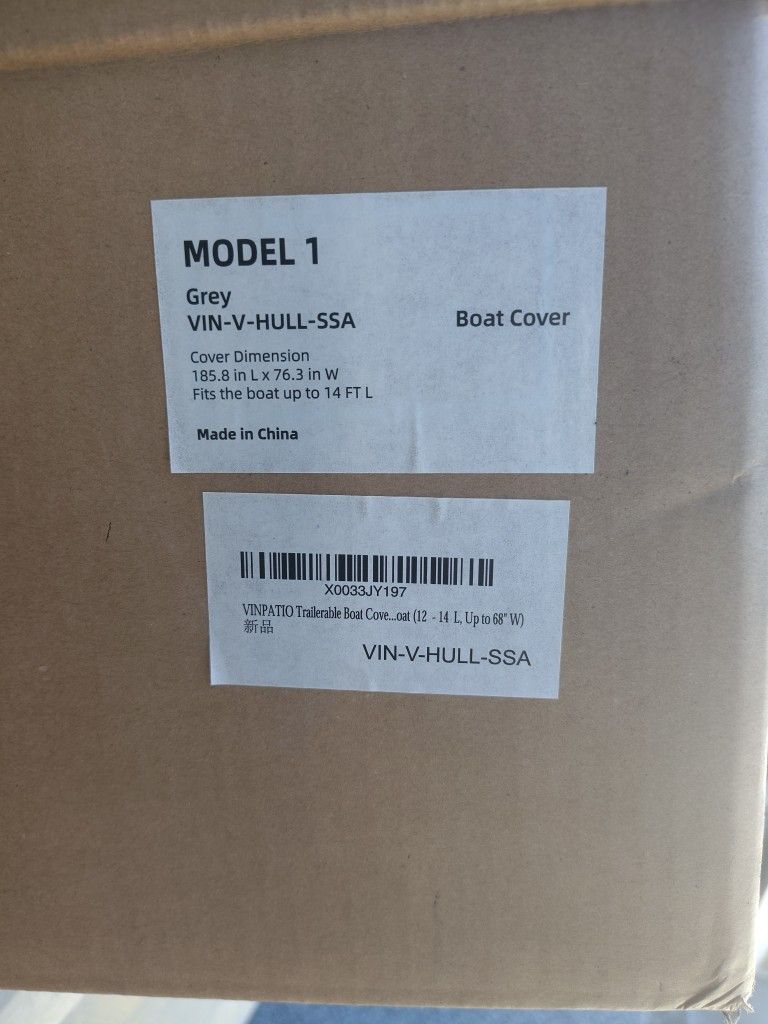 MODEL 1
Grey
VIN-V-HULL-SSA Boat Cover
Cover Dimension
185.8 in L x 76.3 in W
Fits the boat up to 14 FT L
Made in China
X0033JY197
VINPATIO Trailerable Boat Cove...oat (12 - 14 L, Up to 68" W)
新品
VIN-V-HULL-SSA